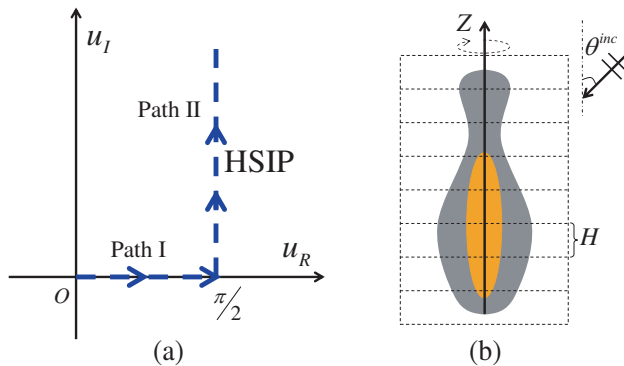 u_I
Path II
HSIP
Path I
u_R
O
π/2
(a)
Z
θ^{inc}
H
(b)